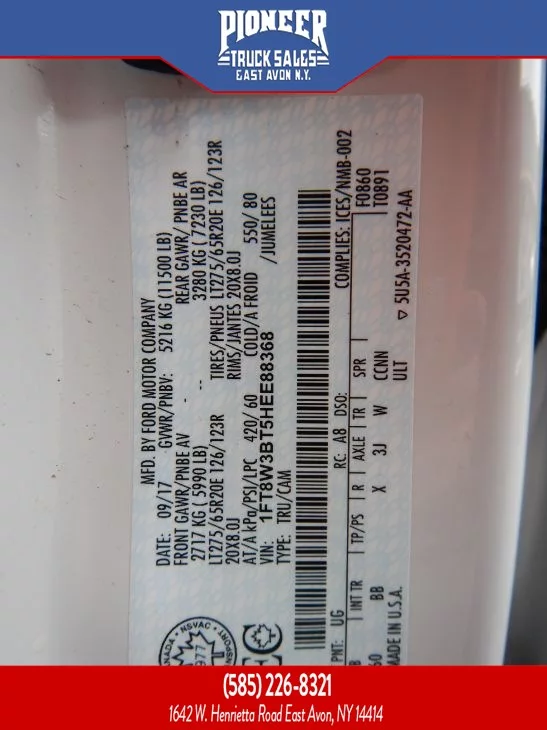 PIONEER
TRUCK SALES
EAST AVON N.Y.
MFD. BY FORD MOTOR COMPANY
DATE: 09/17 GVWR/PNBV: 5216 KG (11500 LB)
FRONT GAWR/PNBE AV REAR GAWR/ PNBE AR
2717 KG ( 5990 LB) - -- 3280 KG ( 7230 LB)
LT275/65R20E 126/123R TIRES/PNEUS LT275/65R20E 126/123R
20X8.0J RIMS/JANTES 20X8.0J
AT/A kPa/PSI/LPC 420/ 60 COLD/A FROID 550/ 80
VIN: 1FT8W3BT5HEE88368 /JUMELEES
TYPE: TRU/CAM
PNT: UG RC: A8 DSO: COMPLIES: ICES/NMB-002
INT TR TP/PS R AXLE TR SPR F0860
BB X 3J W CCNN T0891
ULT
MADE IN U.S.A. ▽ 5U5A-3520472-AA
NSVAC
(585) 226-8321
1642 W. Henrietta Road East Avon, NY 14414